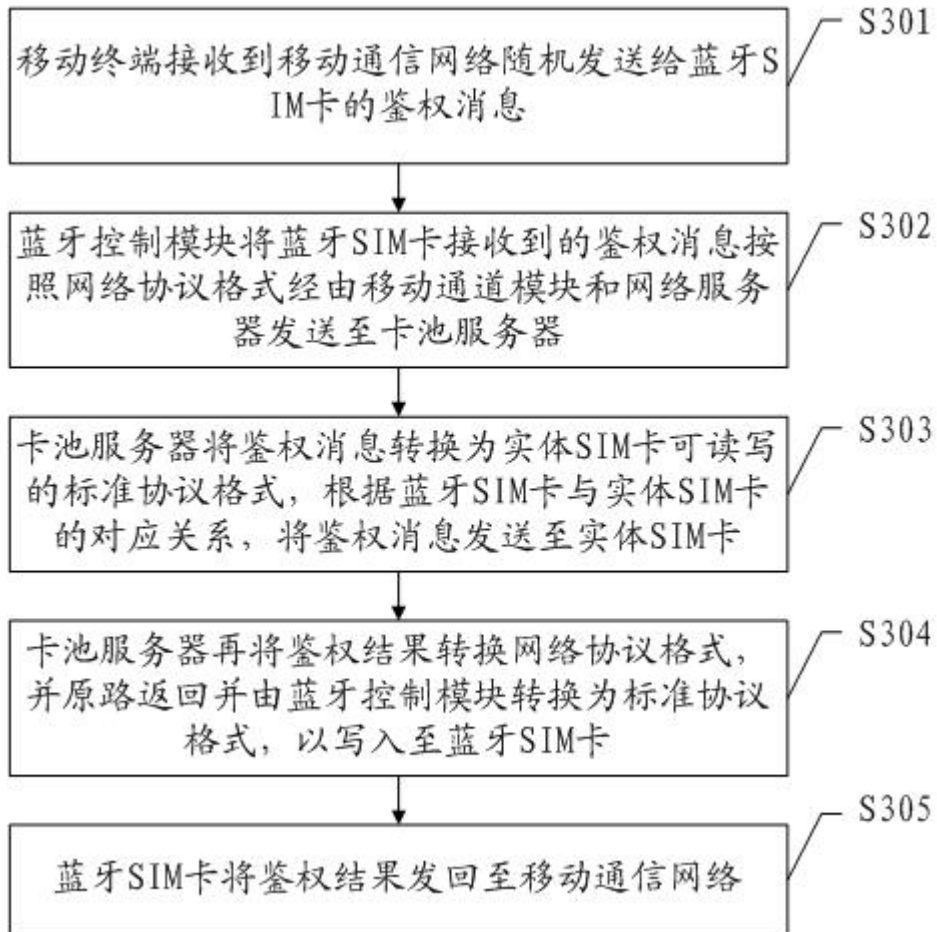 S301
移动终端接收到移动通信网络随机发送给蓝牙S
IM卡的鉴权消息
S302
蓝牙控制模块将蓝牙SIM卡接收到的鉴权消息按
照网络协议格式经由移动通道模块和网络服务
器发送至卡池服务器
S303
卡池服务器将鉴权消息转换为实体SIM卡可读写
的标准协议格式，根据蓝牙SIM卡与实体SIM卡
的对应关系，将鉴权消息发送至实体SIM卡
S304
卡池服务器再将鉴权结果转换网络协议格式，
并原路返回并由蓝牙控制模块转换为标准协议
格式，以写入至蓝牙SIM卡
S305
蓝牙SIM卡将鉴权结果发回至移动通信网络